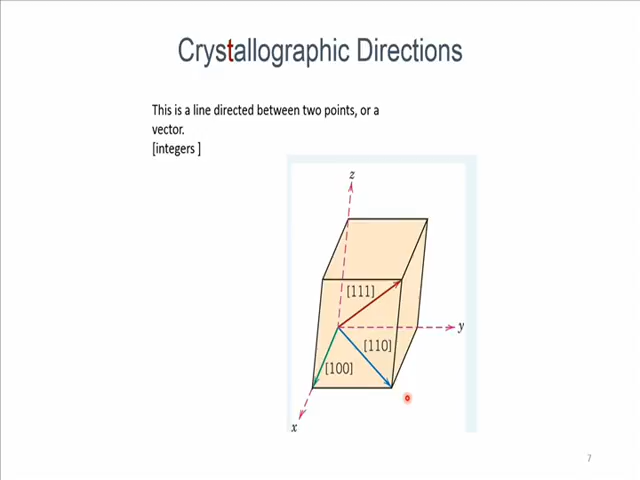 Crystallographic Directions
This is a line directed between two points, or a
vector.
[integers ]
z
[111]
y
[110]
[100]
x
7